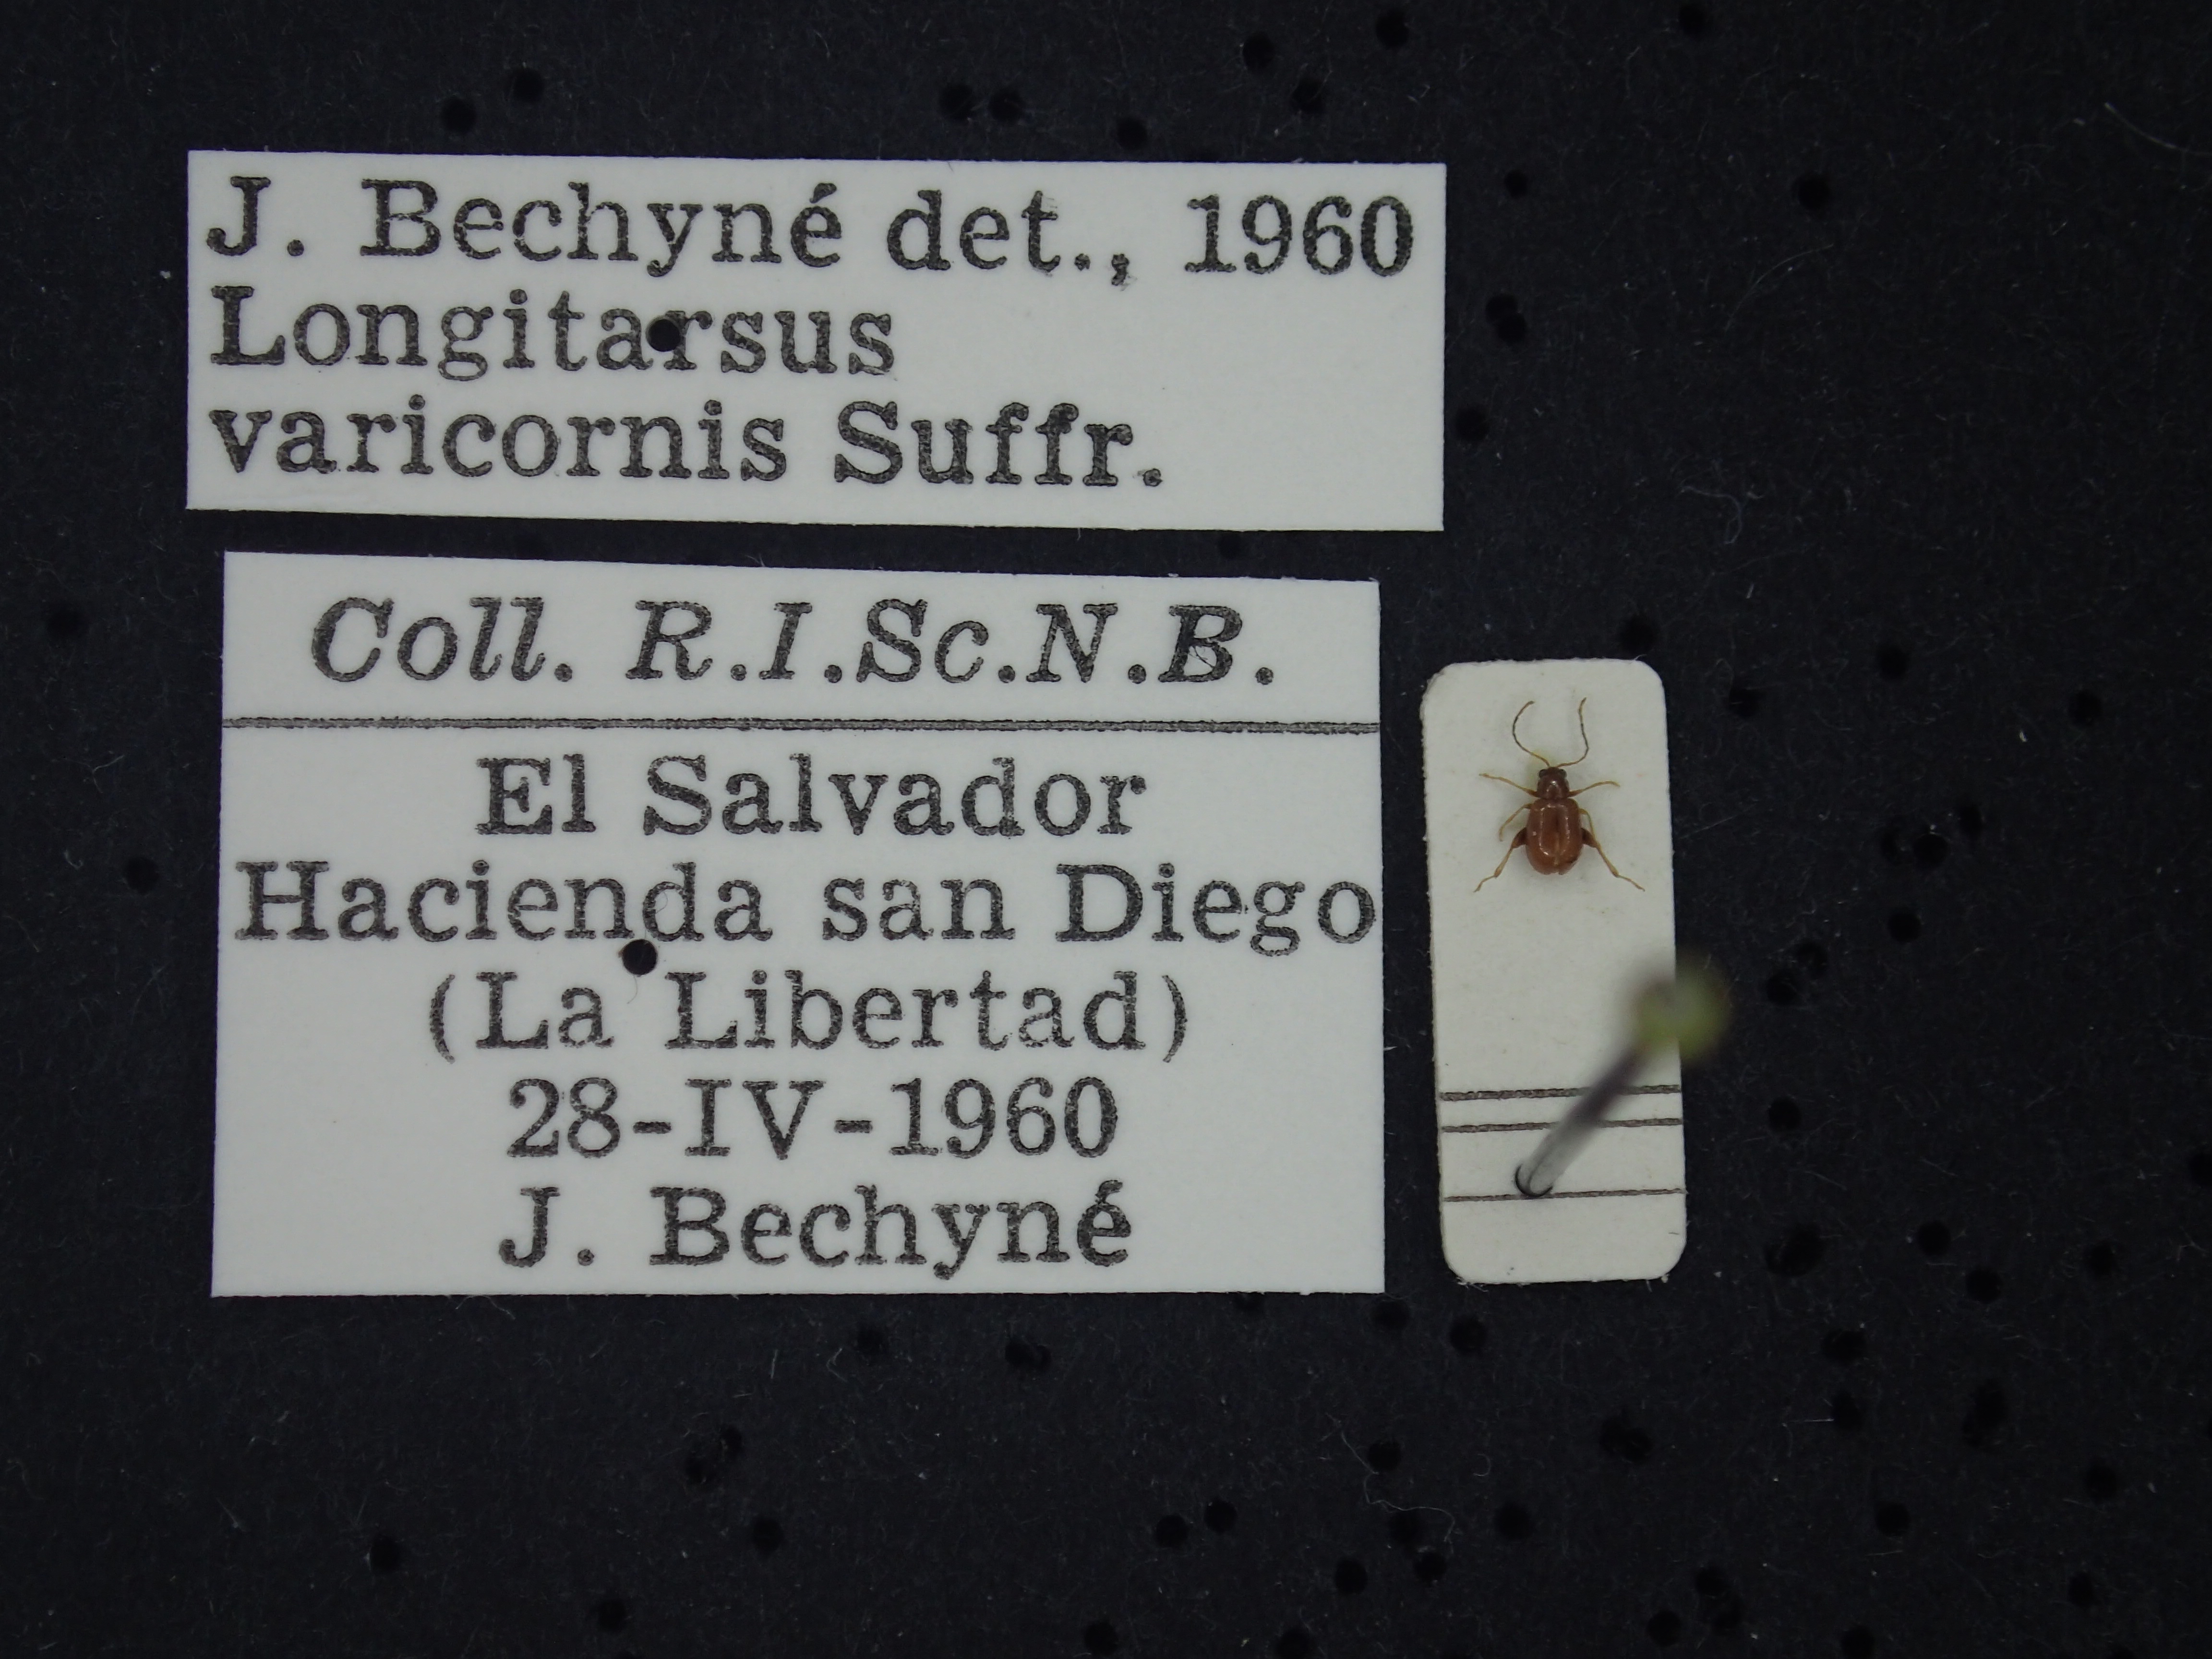 J. Bechyné det., 1960
Longitarsus
varicornis Suffr.
Coll. R.I.Sc.N.B.
El Salvador
Hacienda san Diego
(La Libertad)
28-IV-1960
J. Bechyné